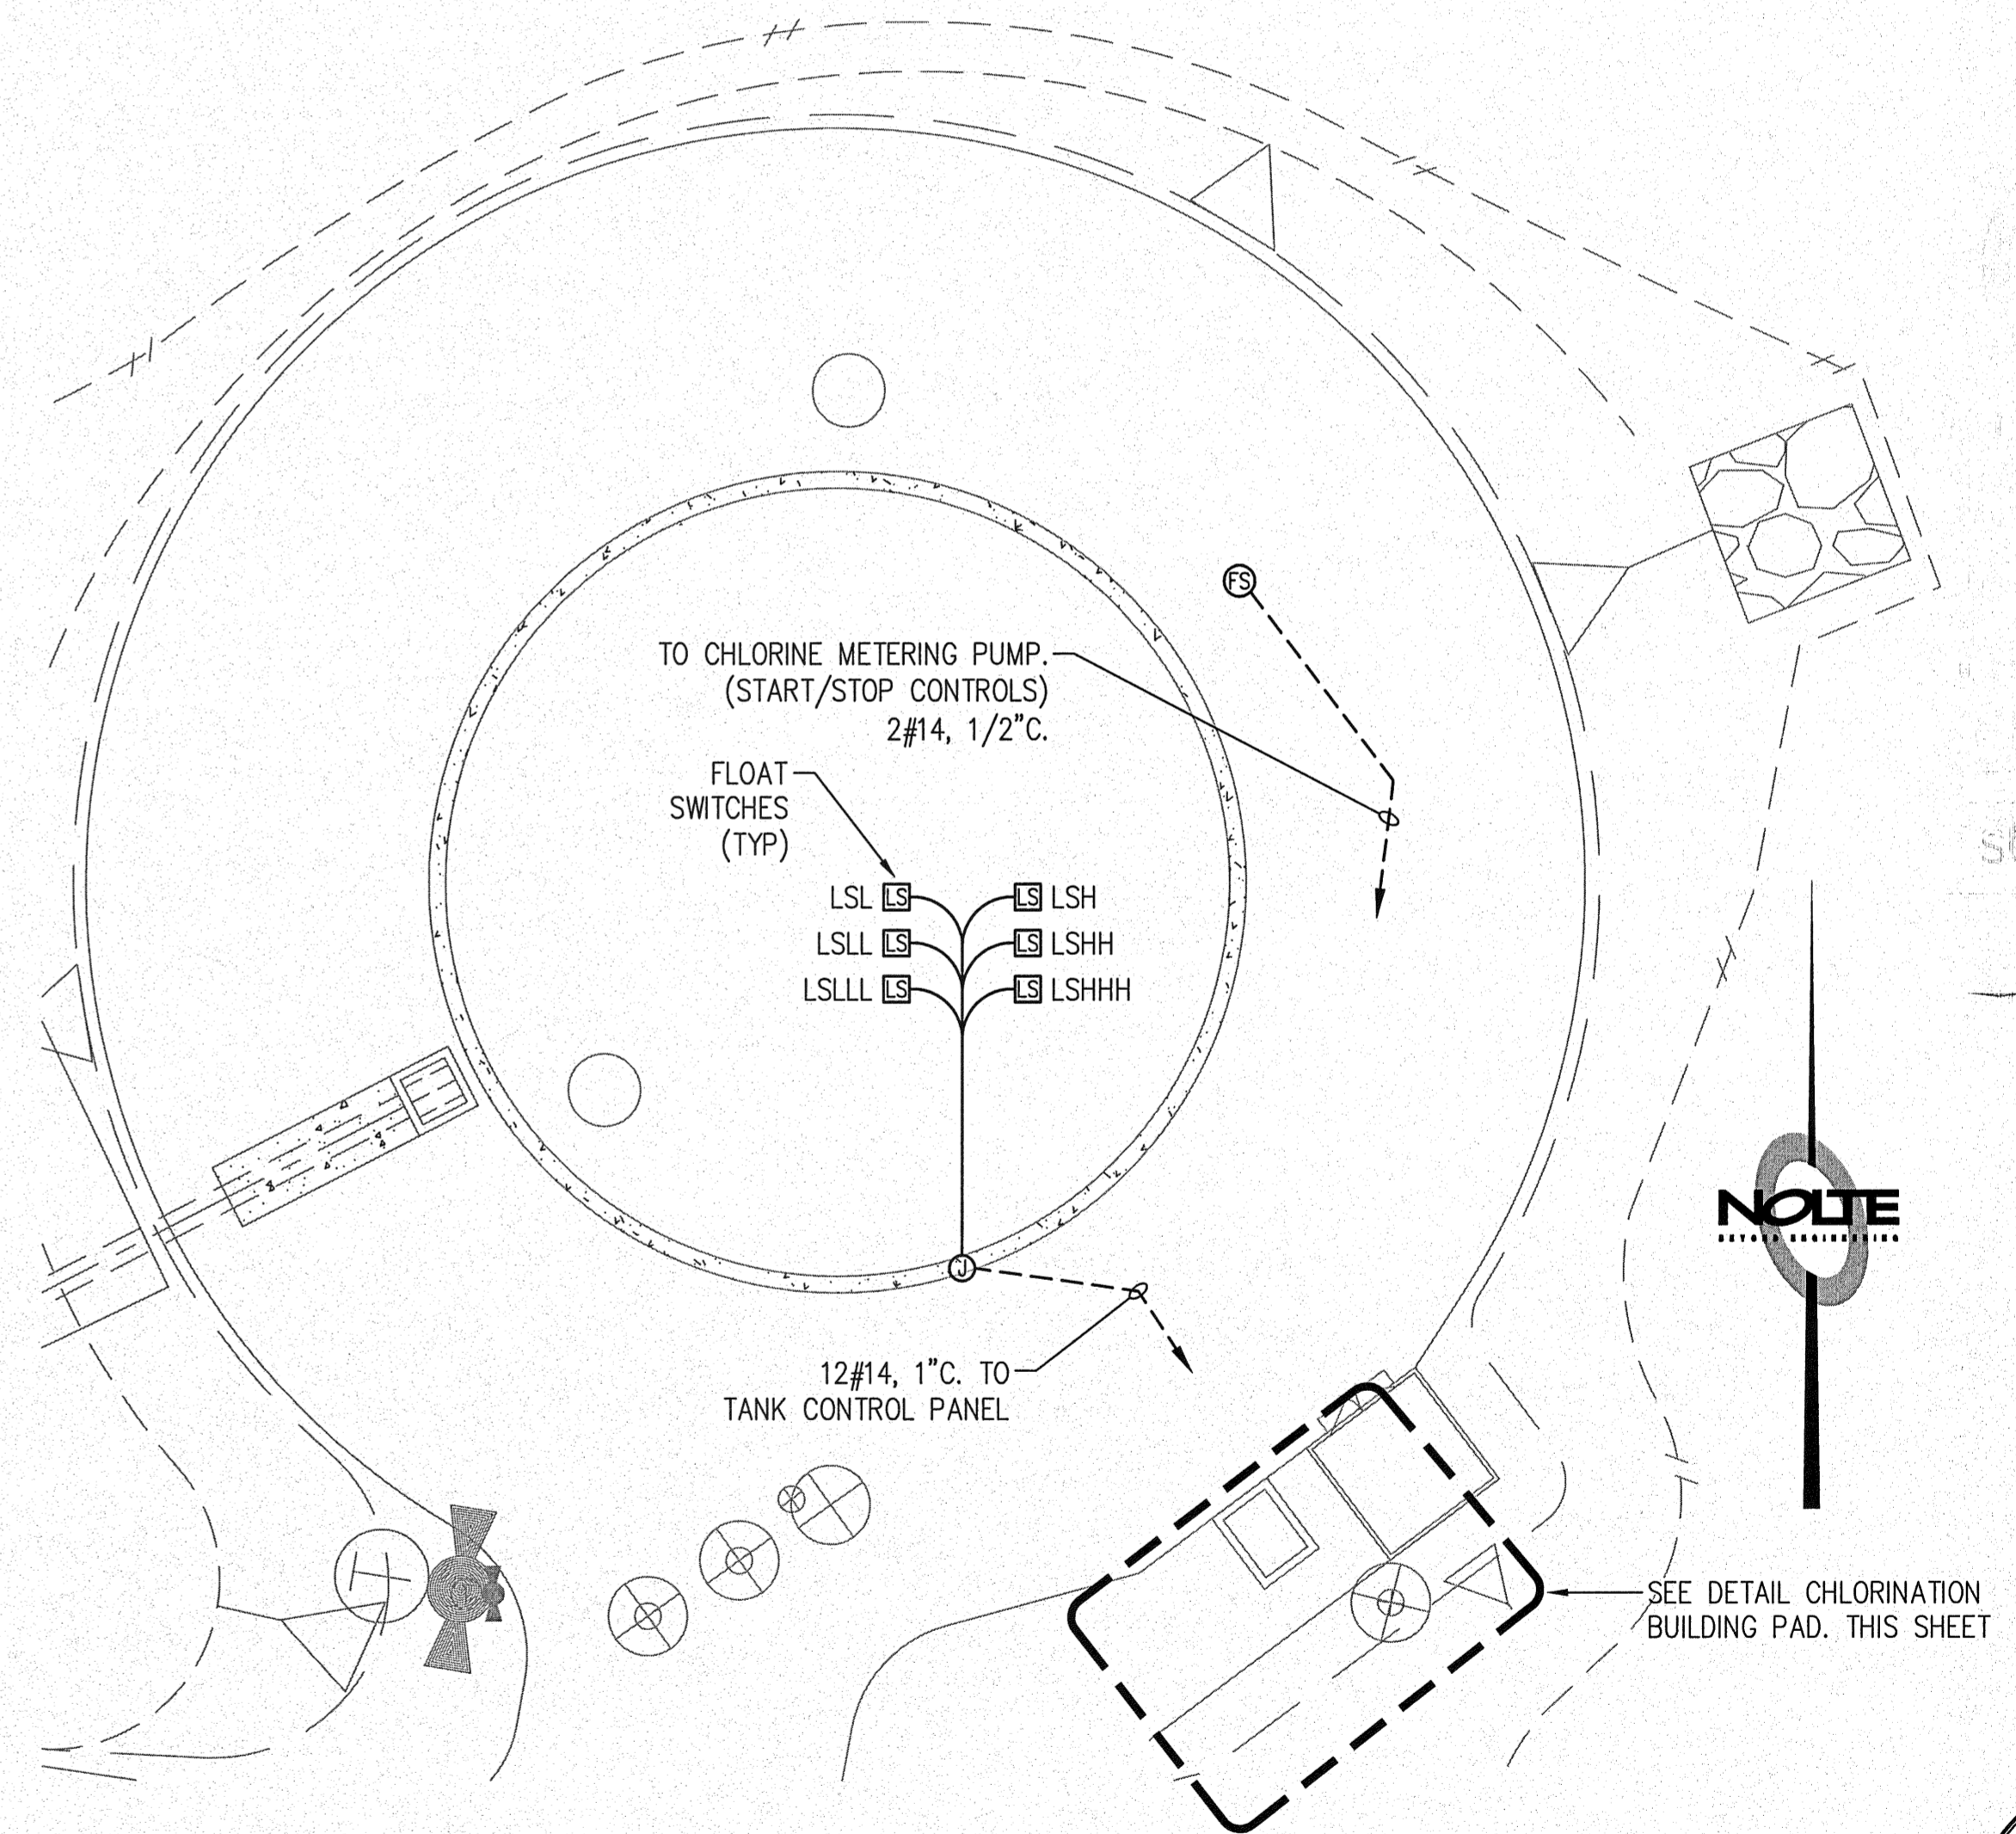 FS
TO CHLORINE METERING PUMP.
(START/STOP CONTROLS)
2#14, 1/2"C.
FLOAT
SWITCHES
(TYP)
LSL LS LS LSH
LSLL LS LS LSHH
LSLLL LS LS LSHHH
NOLTE
BEYOND ENGINEERING
J
12#14, 1"C. TO
TANK CONTROL PANEL
SEE DETAIL CHLORINATION
BUILDING PAD. THIS SHEET